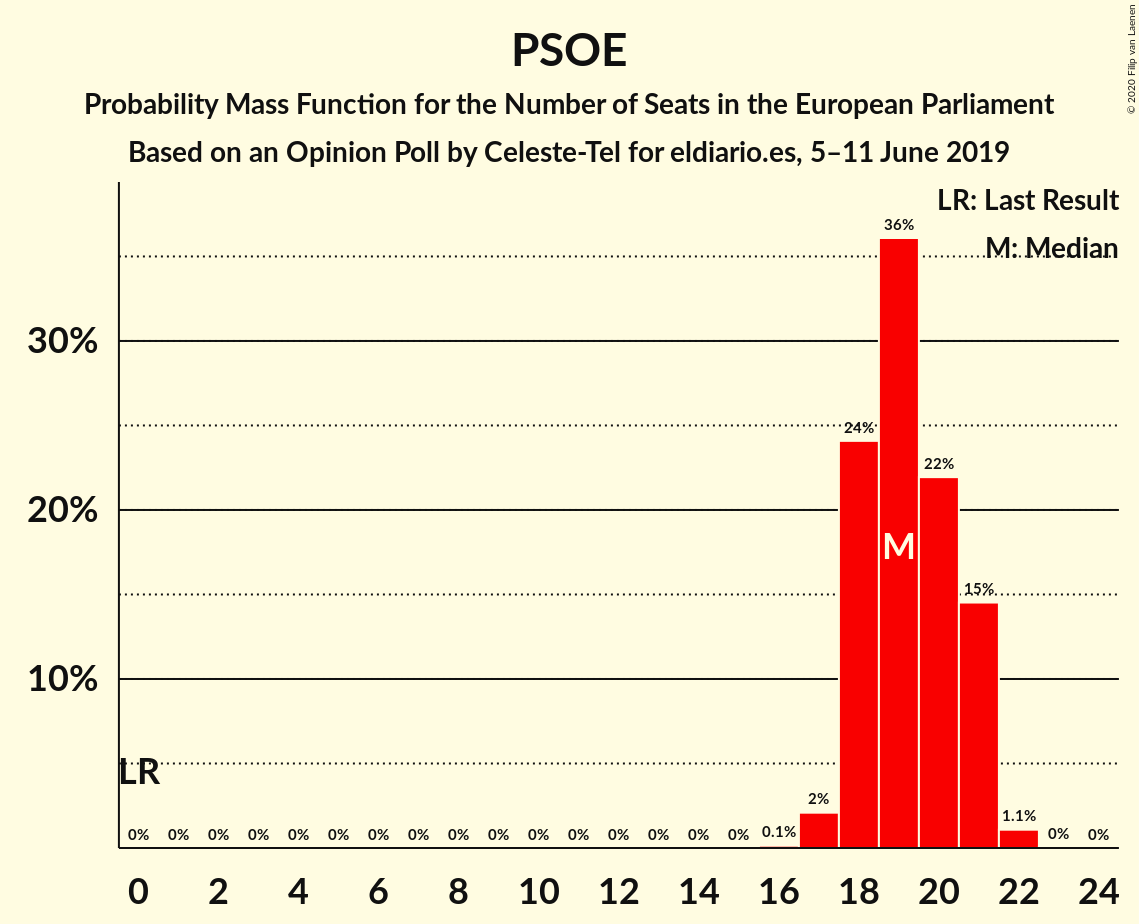 PSOE
Probability Mass Function for the Number of Seats in the European Parliament
Based on an Opinion Poll by Celeste-Tel for eldiario.es, 5–11 June 2019
© 2020 Filip van Laenen
LR: Last Result
M: Median
36%
30%
24%
22%
20%
M
15%
10%
LR
0% 0% 0% 0% 0% 0% 0% 0% 0% 0% 0% 0% 0% 0% 0% 0% 0.1% 2% 1.1% 0% 0%
0 2 4 6 8 10 12 14 16 18 20 22 24